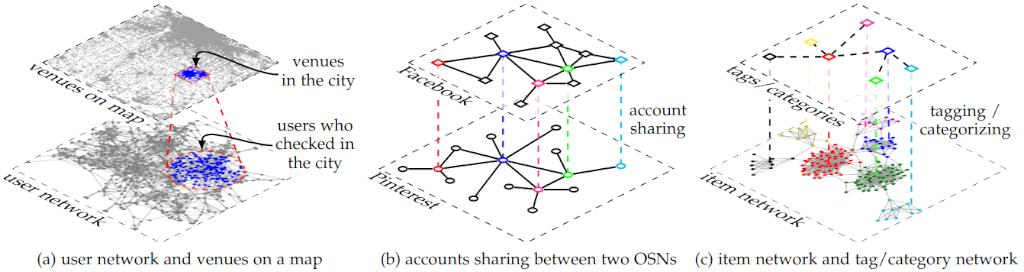 venues on map
venues
in the city
users who
checked in
the city
user network
(a) user network and venues on a map
Facebook
account
sharing
Pinterest
(b) accounts sharing between two OSNs
tags/categories
tagging /
categorizing
item network
(c) item network and tag/category network